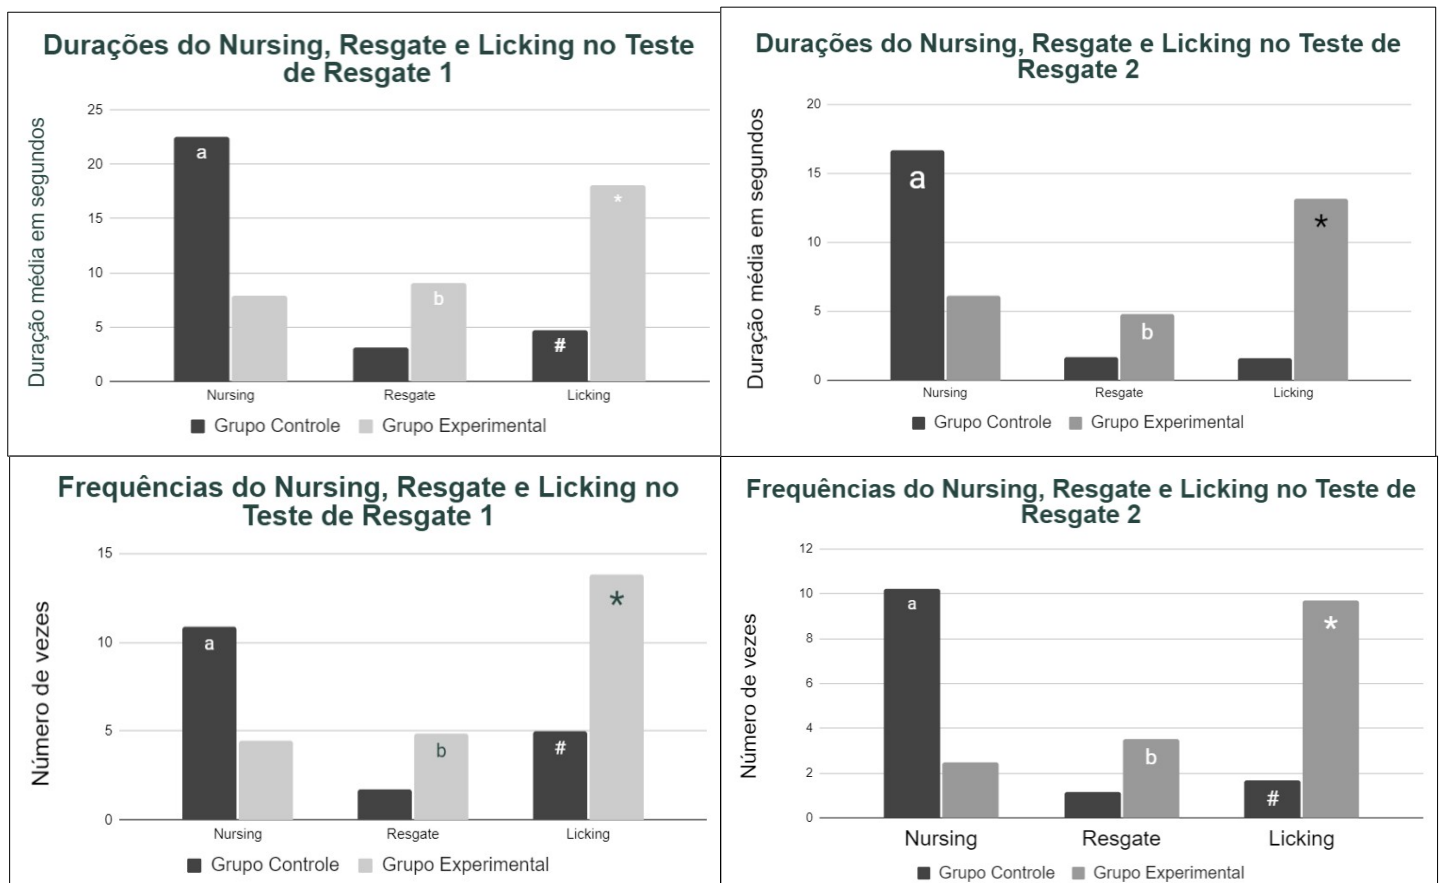 Durações do Nursing, Resgate e Licking no Teste
de Resgate 1
Duração média em segundos
25
20
15
10
5
0
a
b
#
*
Nursing
Resgate
Licking
Grupo Controle
Grupo Experimental
Durações do Nursing, Resgate e Licking no Teste de
Resgate 2
Duração média em segundos
20
15
10
5
0
a
b
*
Nursing
Resgate
Licking
Grupo Controle
Grupo Experimental
Frequências do Nursing, Resgate e Licking no
Teste de Resgate 1
Número de vezes
15
10
5
0
a
b
#
*
Nursing
Resgate
Licking
Grupo Controle
Grupo Experimental
Frequências do Nursing, Resgate e Licking no Teste de
Resgate 2
Número de vezes
12
10
8
6
4
2
0
a
b
#
*
Nursing
Resgate
Licking
Grupo Controle
Grupo Experimental